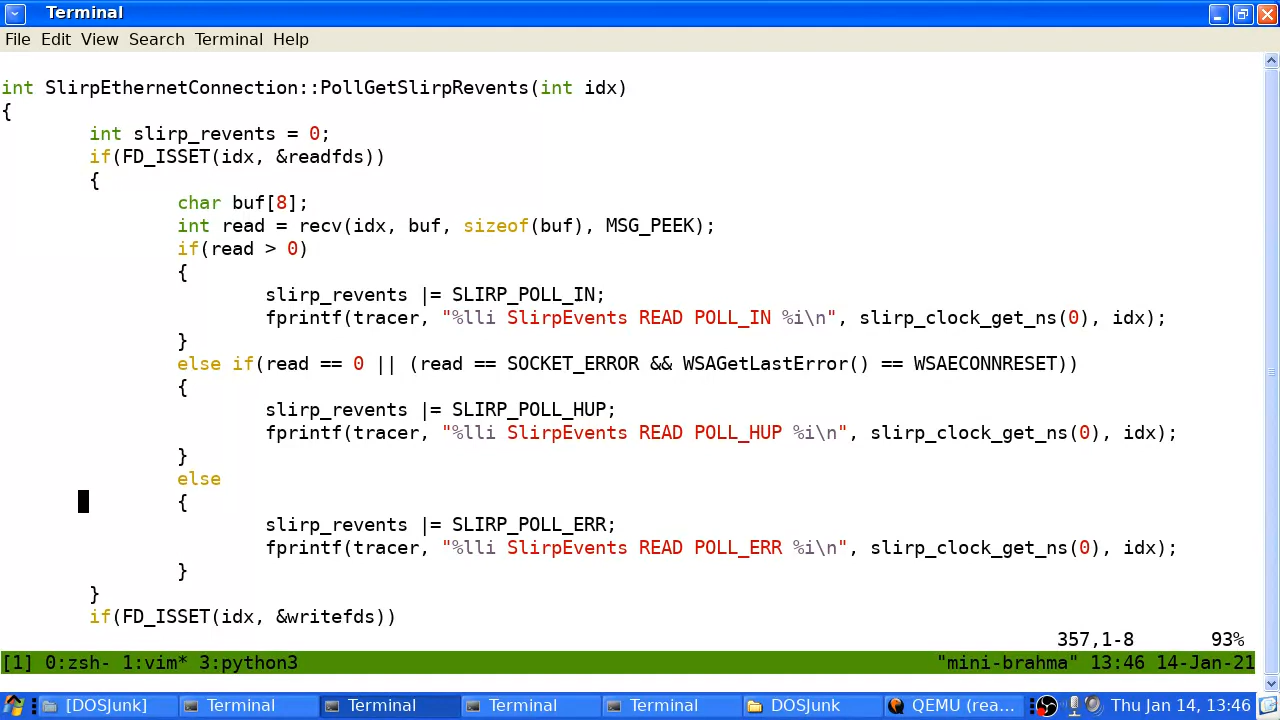 Terminal
File Edit View Search Terminal Help
int SlirpEthernetConnection::PollGetSlirpRevents(int idx)
{
        int slirp_revents = 0;
        if(FD_ISSET(idx, &readfds))
        {
                char buf[8];
                int read = recv(idx, buf, sizeof(buf), MSG_PEEK);
                if(read > 0)
                {
                        slirp_revents |= SLIRP_POLL_IN;
                        fprintf(tracer, "%lli SlirpEvents READ POLL_IN %i\n", slirp_clock_get_ns(0), idx);
                }
                else if(read == 0 || (read == SOCKET_ERROR && WSAGetLastError() == WSAECONNRESET))
                {
                        slirp_revents |= SLIRP_POLL_HUP;
                        fprintf(tracer, "%lli SlirpEvents READ POLL_HUP %i\n", slirp_clock_get_ns(0), idx);
                }
                else
                {
                        slirp_revents |= SLIRP_POLL_ERR;
                        fprintf(tracer, "%lli SlirpEvents READ POLL_ERR %i\n", slirp_clock_get_ns(0), idx);
                }
        }
        if(FD_ISSET(idx, &writefds))
357,1-8 93%
[1] 0:zsh- 1:vim* 3:python3 "mini-brahma" 13:46 14-Jan-21
[DOSJunk] Terminal Terminal Terminal Terminal DOSJunk QEMU (rea... Thu Jan 14, 13:46